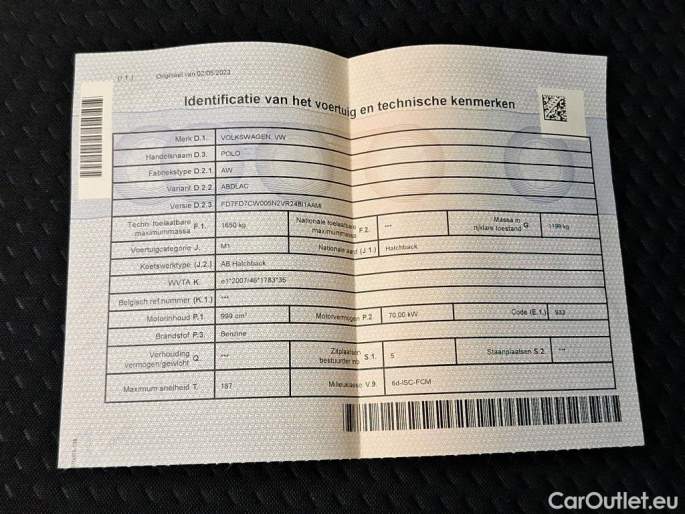 (J.1.) Origineel van 02/05/2023
Identificatie van het voertuig en technische kenmerken
Merk D.1. VOLKSWAGEN, VW
Handelsnaam D.3. POLO
Fabriekstype D.2.1 AW
Variant D.2.2 ABDLAC
Versie D.2.3
Techn. toelaatbare maximummassa F.1. 1650 kg Nationale toelaatbare maximummassa F.2. *** Massa in rijklare toestand G. 1199 kg
Voertuigcategorie J. M1 Nationale aard (J.1.) Hatchback
Koetswerktype (J.2.) AB Hatchback
WVTA K. e1*2007/46*1783*35
Belgisch ref.nummer (K.1.) ***
Motorinhoud P.1. 999 cm³ Motorvermogen P.2 70,00 kW Code (E.1.) 933
Brandstof P.3. Benzine
Verhouding vermogen/gewicht Q. *** Zitplaatsen bestuurder inb. S.1. 5 Staanplaatsen S.2. ***
Maximum snelheid T. 187 Milieuklasse V.9. 6d-ISC-FCM
CarOutlet.eu